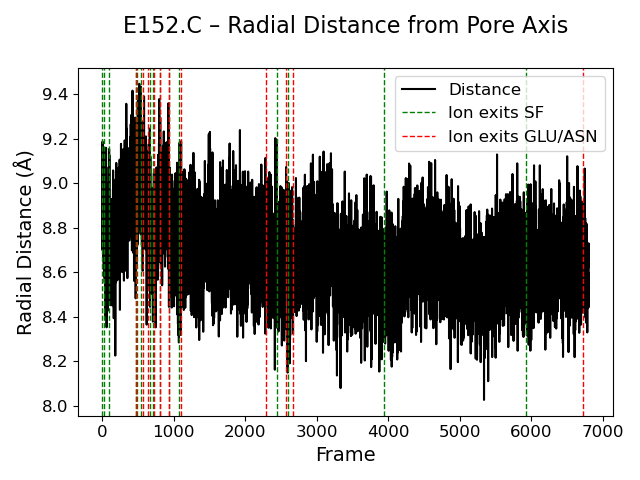 E152.C – Radial Distance from Pore Axis
Distance
Ion exits SF
Ion exits GLU/ASN
Radial Distance (Å)
9.4
9.2
9.0
8.8
8.6
8.4
8.2
8.0
0 1000 2000 3000 4000 5000 6000 7000
Frame